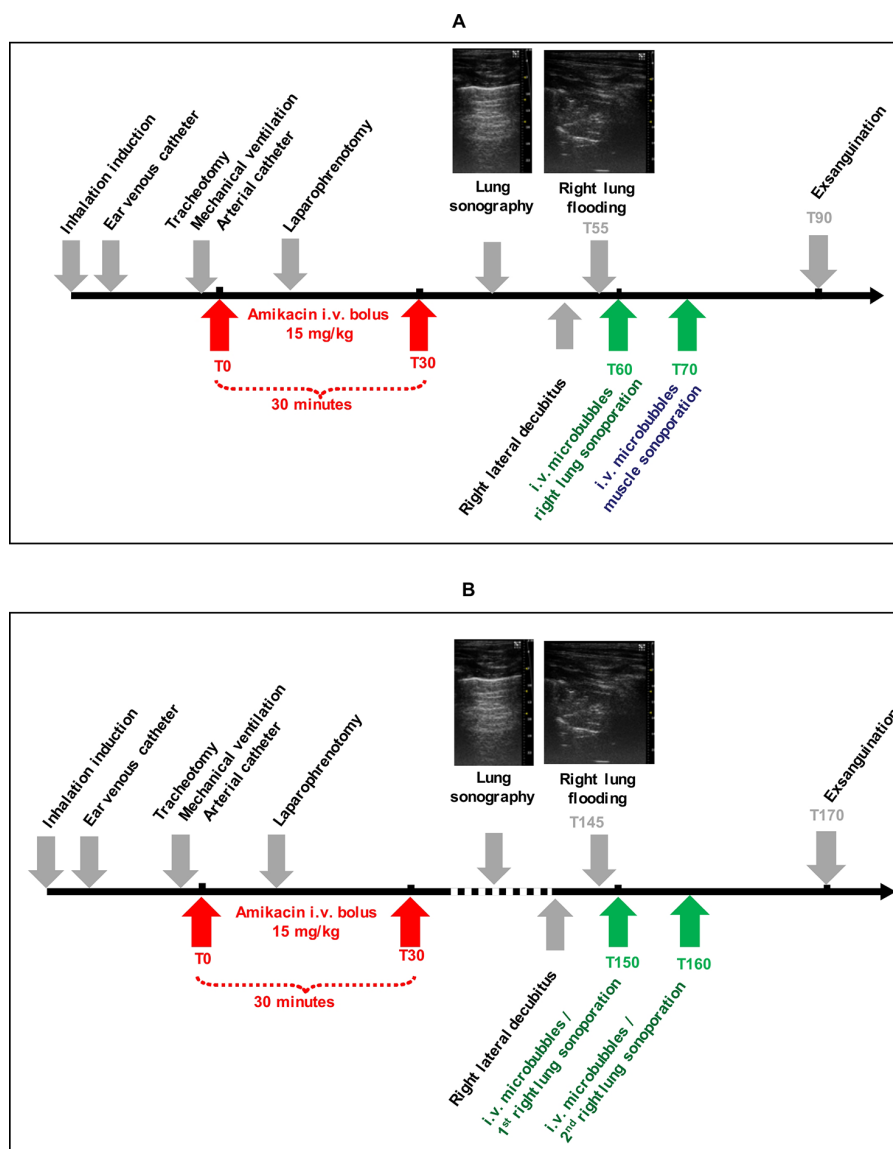 A
Inhalation induction
Ear venous catheter
Tracheotomy
Mechanical ventilation
Arterial catheter
Laparophrenotomy
Lung
sonography
Right lung
flooding
T55
Exsanguination
T90
Amikacin i.v. bolus
15 mg/kg
T0
T30
30 minutes
T60
T70
Right lateral decubitus
i.v. microbubbles
right lung sonoporation
i.v. microbubbles
muscle sonoporation
B
Inhalation induction
Ear venous catheter
Tracheotomy
Mechanical ventilation
Arterial catheter
Laparophrenotomy
Lung
sonography
Right lung
flooding
T145
Exsanguination
T170
Amikacin i.v. bolus
15 mg/kg
T0
T30
30 minutes
T150
T160
Right lateral decubitus
i.v. microbubbles /
1st right lung sonoporation
i.v. microbubbles /
2nd right lung sonoporation